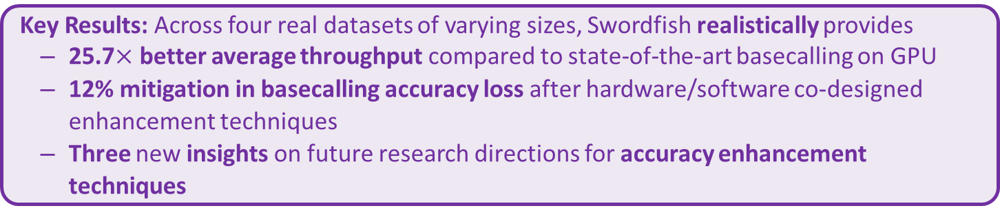 Key Results: Across four real datasets of varying sizes, Swordfish realistically provides
– 25.7× better average throughput compared to state-of-the-art basecalling on GPU
– 12% mitigation in basecalling accuracy loss after hardware/software co-designed
enhancement techniques
– Three new insights on future research directions for accuracy enhancement
techniques